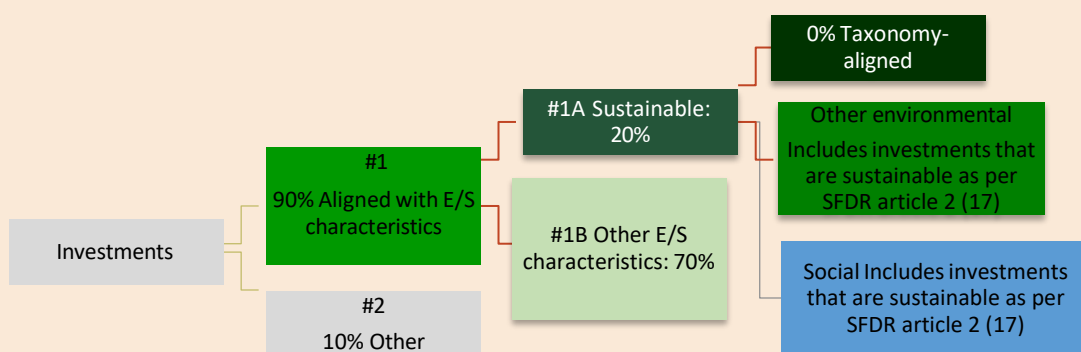 Investments
#1
90% Aligned with E/S
characteristics
#2
10% Other
#1A Sustainable:
20%
#1B Other E/S
characteristics: 70%
0% Taxonomy-
aligned
Other environmental
Includes investments that
are sustainable as per
SFDR article 2 (17)
Social Includes investments
that are sustainable as per
SFDR article 2 (17)